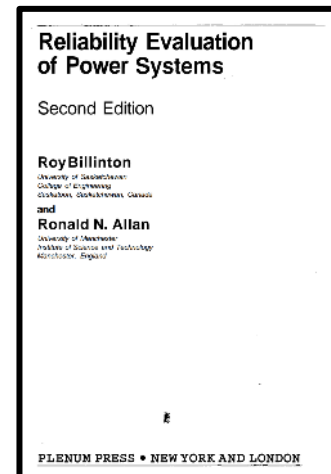 Reliability Evaluation
of Power Systems
Second Edition
Roy Billinton
University of Saskatchewan
College of Engineering
Saskatoon, Saskatchewan, Canada
and
Ronald N. Allan
University of Manchester
Institute of Science and Technology
Manchester, England
PLENUM PRESS • NEW YORK AND LONDON